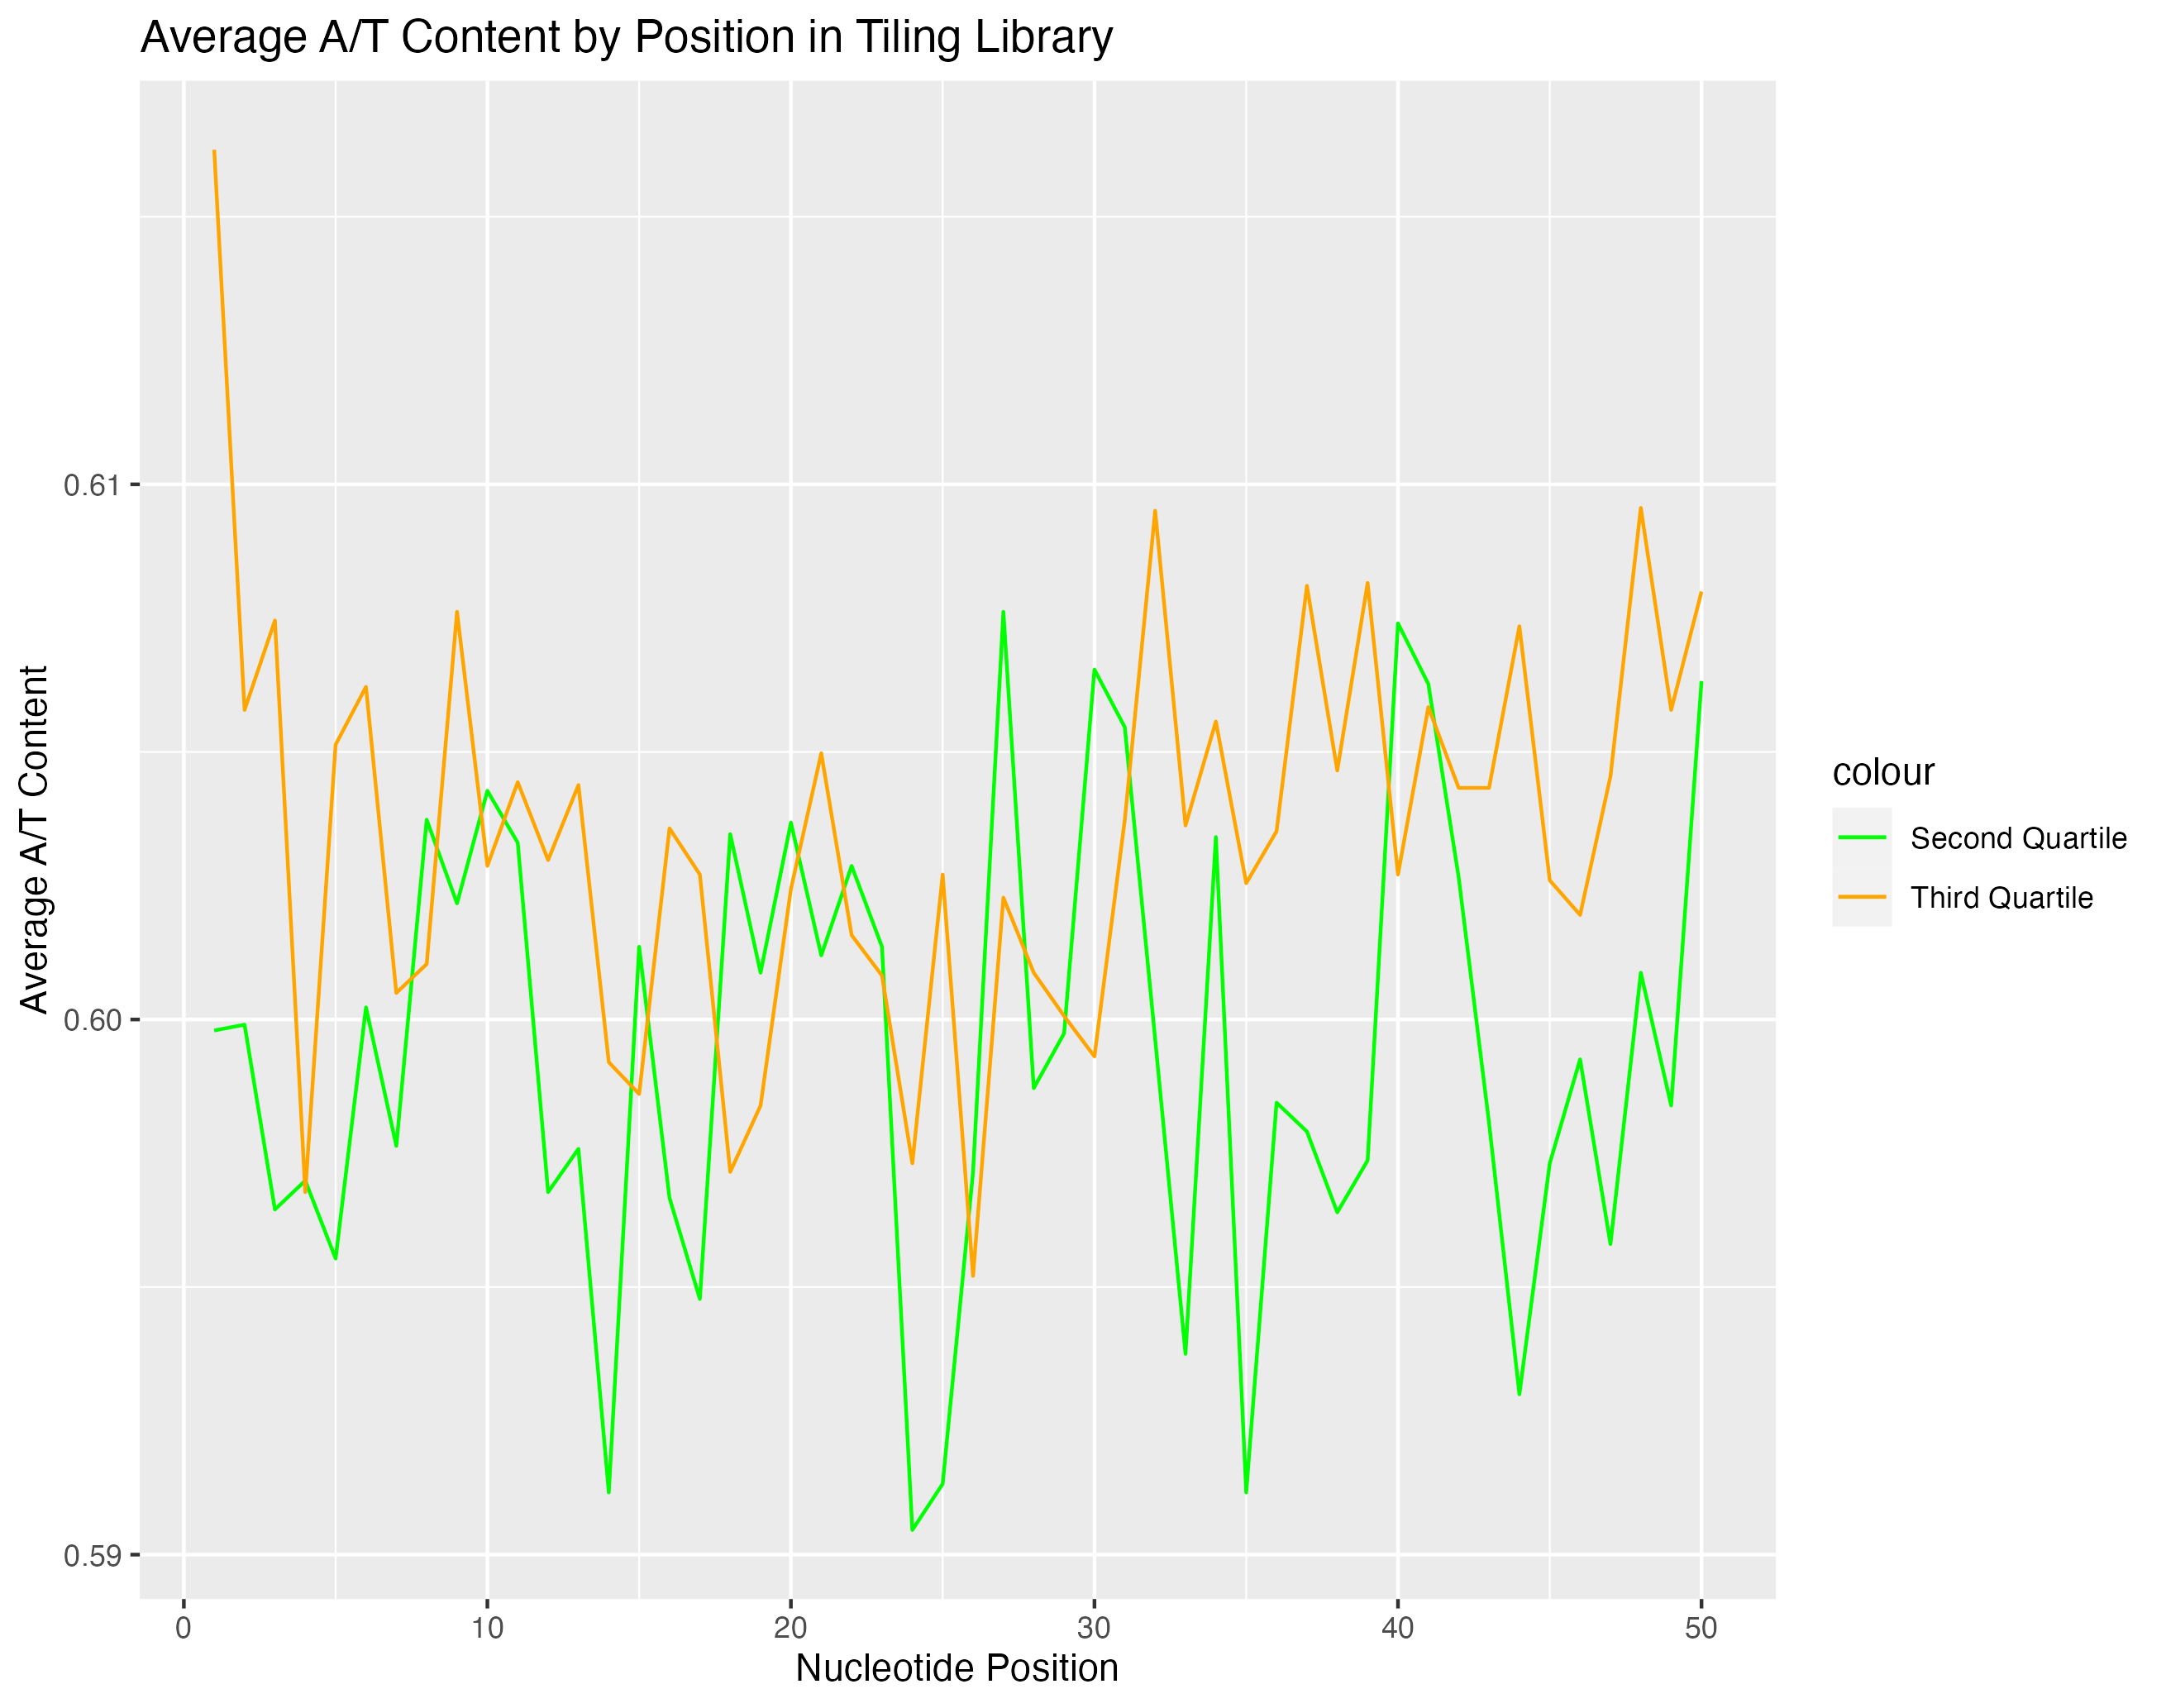 Average A/T Content by Position in Tiling Library
Average A/T Content
0.61
0.60
0.59
0
10
20
30
40
50
Nucleotide Position
colour
Second Quartile
Third Quartile